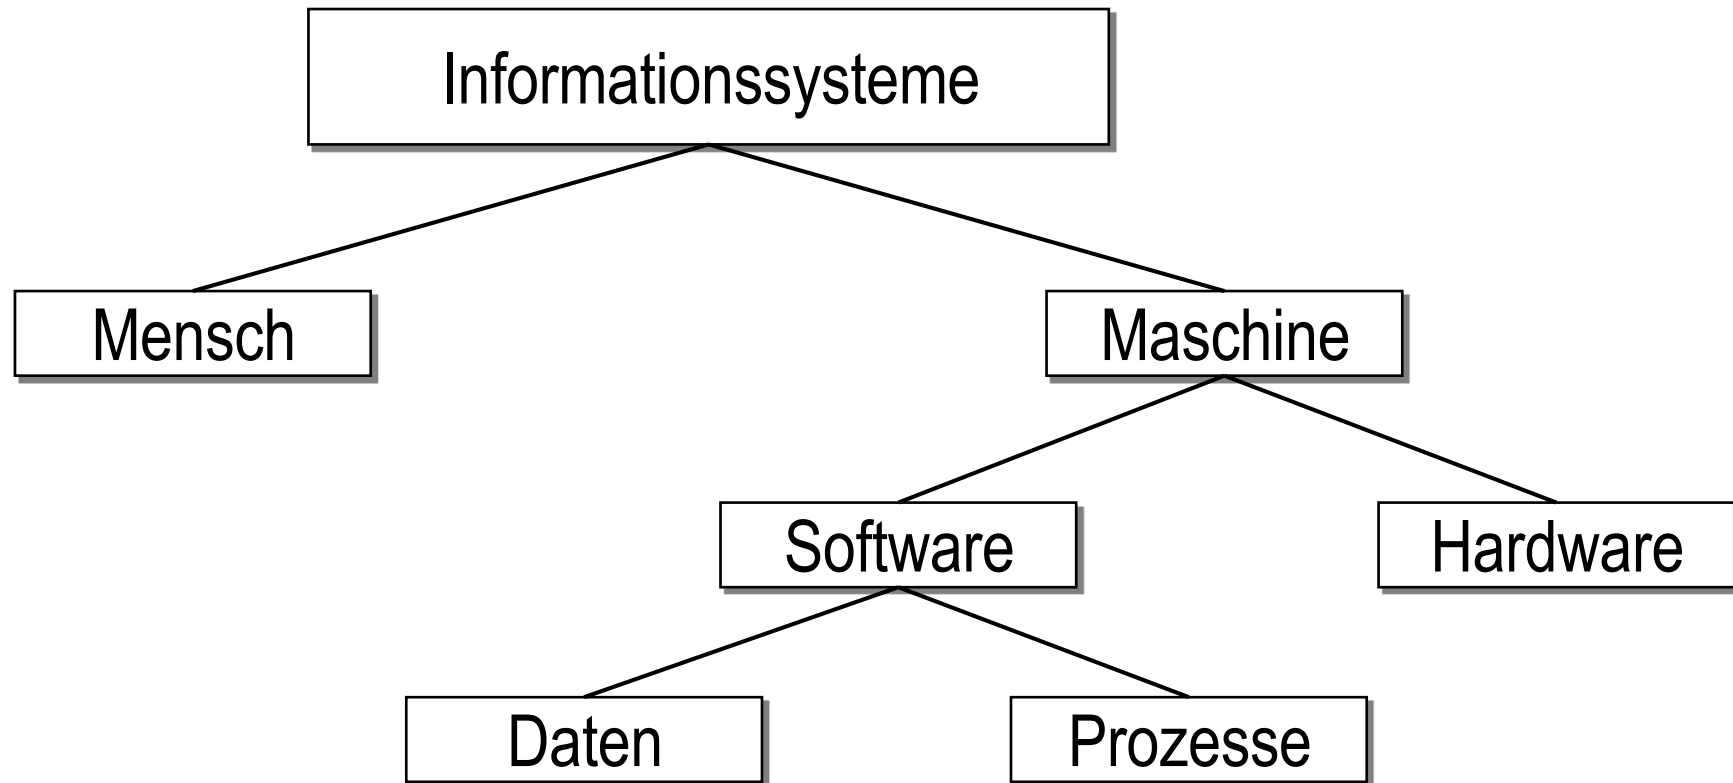 Informationssysteme
Mensch
Maschine
Software
Hardware
Daten
Prozesse